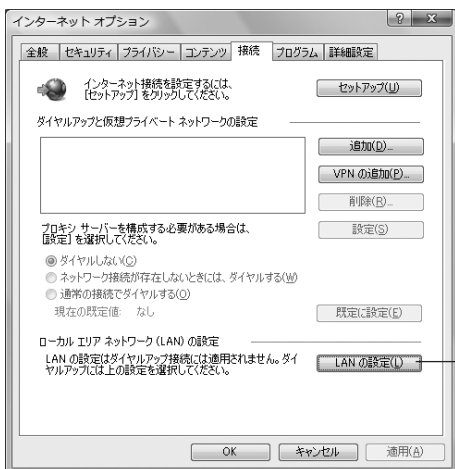 インターネット オプション
全般 セキュリティ プライバシー コンテンツ 接続 プログラム 詳細設定
インターネット接続を設定するには、
[セットアップ] をクリックしてください。
セットアップ(U)
ダイヤルアップと仮想プライベート ネットワークの設定
追加(D)...
VPN の追加(P)...
削除(R)...
プロキシ サーバーを構成する必要がある場合は、
[設定] を選択してください。
設定(S)
ダイヤルしない(C)
ネットワーク接続が存在しないときには、ダイヤルする(W)
通常の接続でダイヤルする(O)
現在の既定値: なし
既定に設定(E)
ローカル エリア ネットワーク (LAN) の設定
LAN の設定はダイヤルアップ接続には適用されません。ダイ
ヤルアップには上の設定を選択してください。
LAN の設定(L)
OK キャンセル 適用(A)